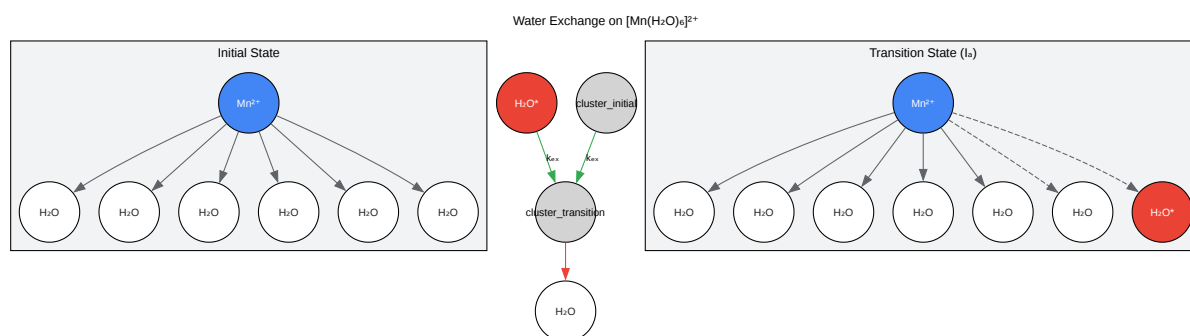 Water Exchange on [Mn(H₂O)₆]²⁺
Initial State
Transition State (Iₐ)
Mn²⁺
H₂O*
cluster_initial
Mn²⁺
kₑₓ
kₑₓ
H₂O
H₂O
H₂O
H₂O
H₂O
H₂O
cluster_transition
H₂O
H₂O
H₂O
H₂O
H₂O
H₂O
H₂O*
H₂O